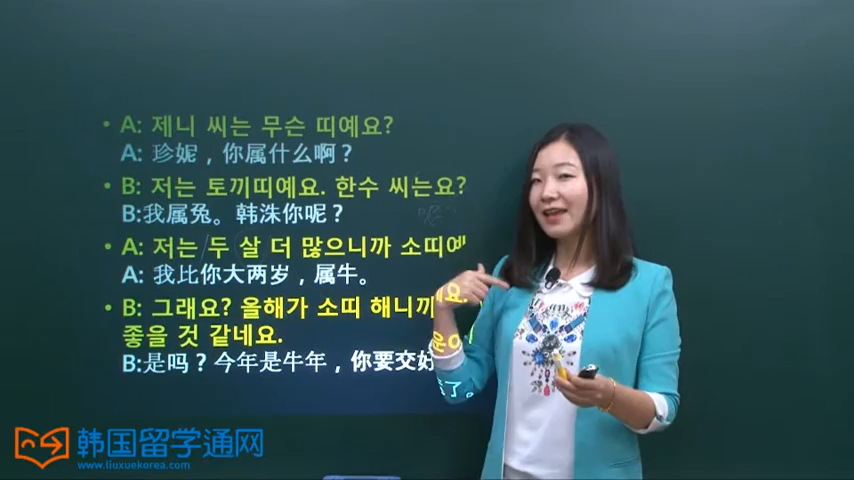 • A: 제니 씨는 무슨 띠예요?
A: 珍妮，你属什么啊？
• B: 저는 토끼띠예요. 한수 씨는요?
B:我属兔。韩洙你呢？
• A: 저는 두 살 더 많으니까 소띠예
A: 我比你大两岁，属牛。
• B: 그래요? 올해가 소띠 해니까
좋을 것 같네요.
B:是吗？今年是牛年，你要交好
了。
韩国留学通网
www.liuxuekorea.com